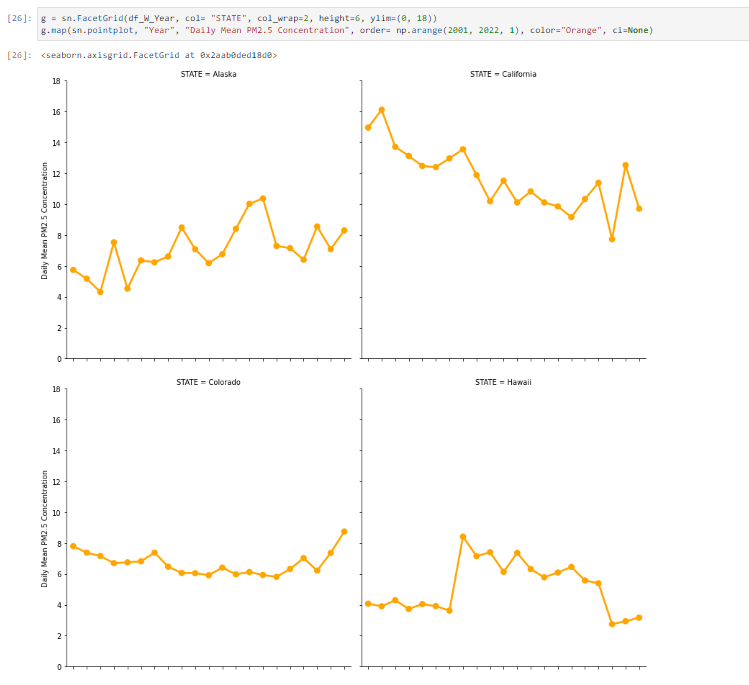 [26]: g = sn.FacetGrid(df_W_Year, col= "STATE", col_wrap=2, height=6, ylim=(0, 18))
g.map(sn.pointplot, "Year", "Daily Mean PM2.5 Concentration", order= np.arange(2001, 2022, 1), color="Orange", ci=None)
[26]: <seaborn.axisgrid.FacetGrid at 0x2aab0ded18d0>
STATE = Alaska
STATE = California
18
16
14
12
10
8
6
4
2
0
Daily Mean PM2.5 Concentration
STATE = Colorado
STATE = Hawaii
18
16
14
12
10
8
6
4
2
0
Daily Mean PM2.5 Concentration